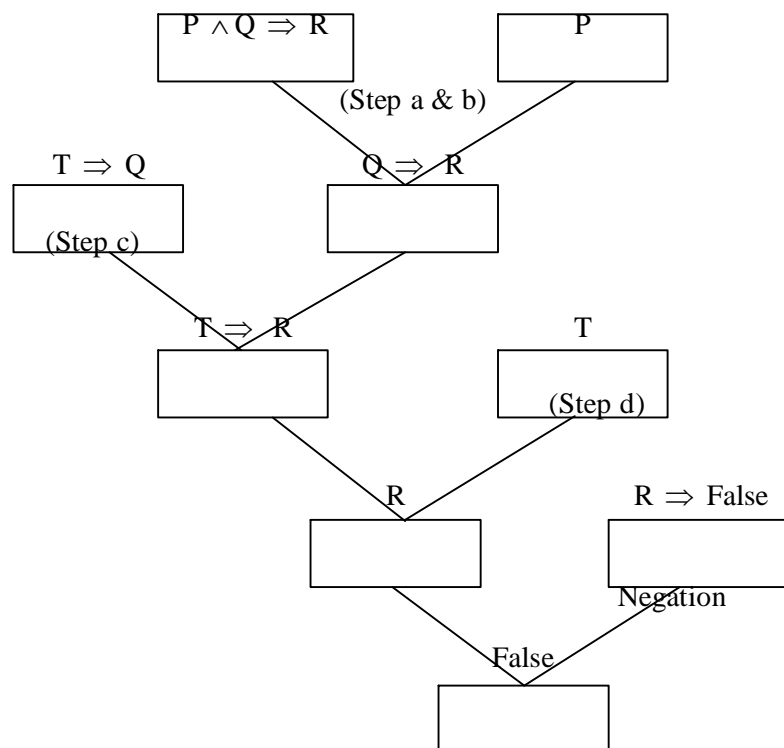 P ∧ Q ⇒ R
P
(Step a & b)
T ⇒ Q
Q ⇒ R
(Step c)
T ⇒ R
T
(Step d)
R
R ⇒ False
Negation
False